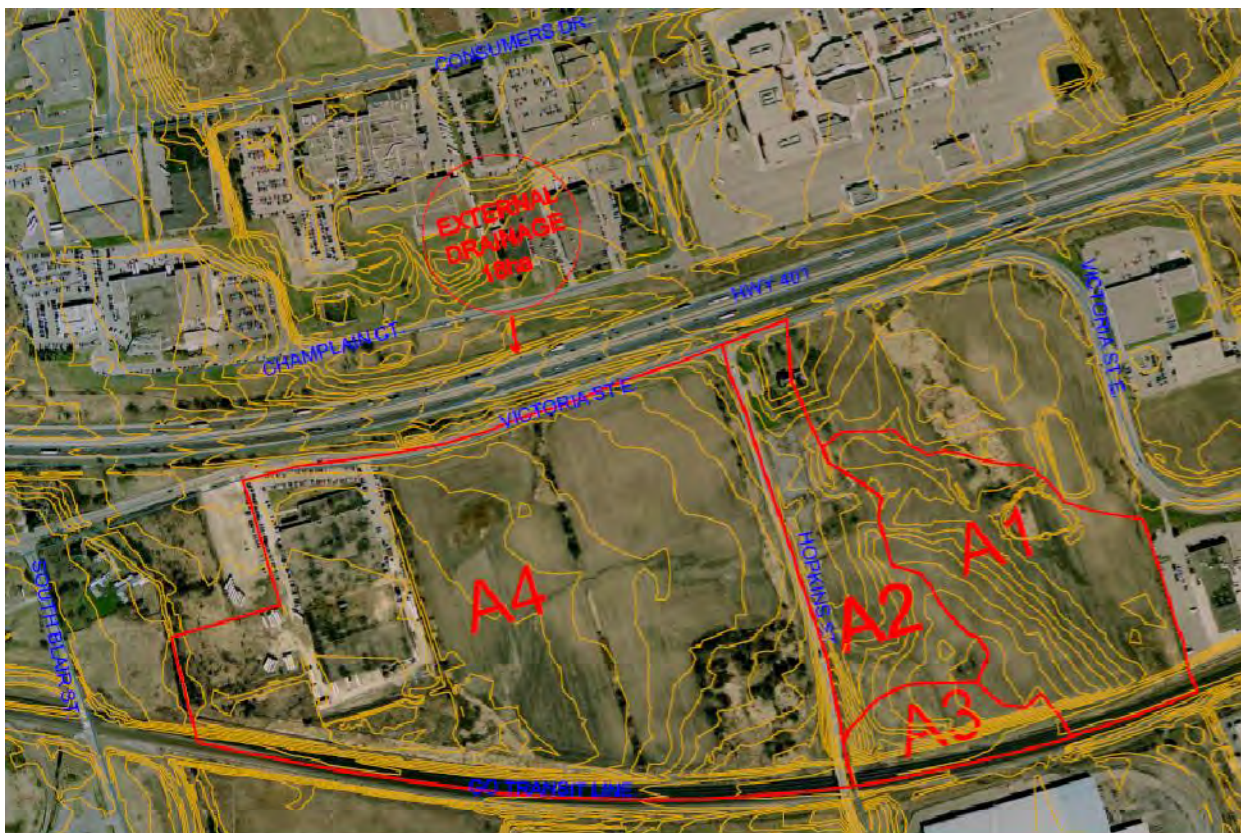 CONSUMERS DR.
EXTERNAL
DRAINAGE
18ha
HWY 401
CHAMPLAIN CT
VICTORIA ST E.
VICTORIA ST E.
A1
A4
HOPKINS ST.
A2
SOUTH BLAIR ST
A3
GO TRANSIT LINE